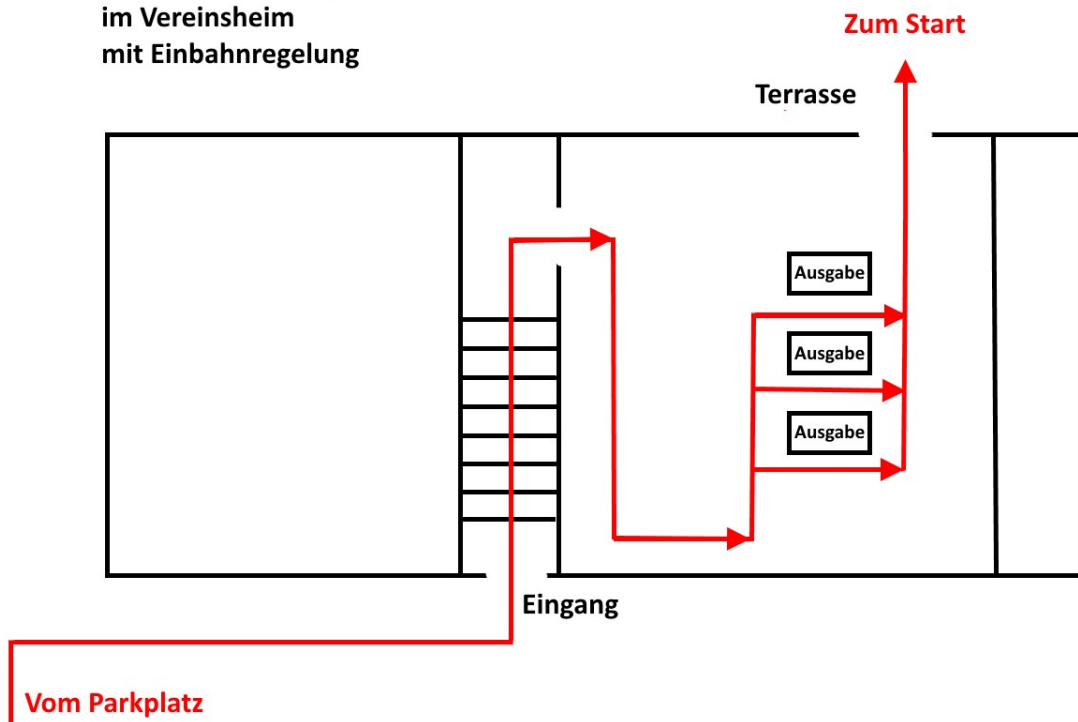 im Vereinsheim
mit Einbahnregelung
Zum Start
Terrasse
Ausgabe
Ausgabe
Ausgabe
Eingang
Vom Parkplatz